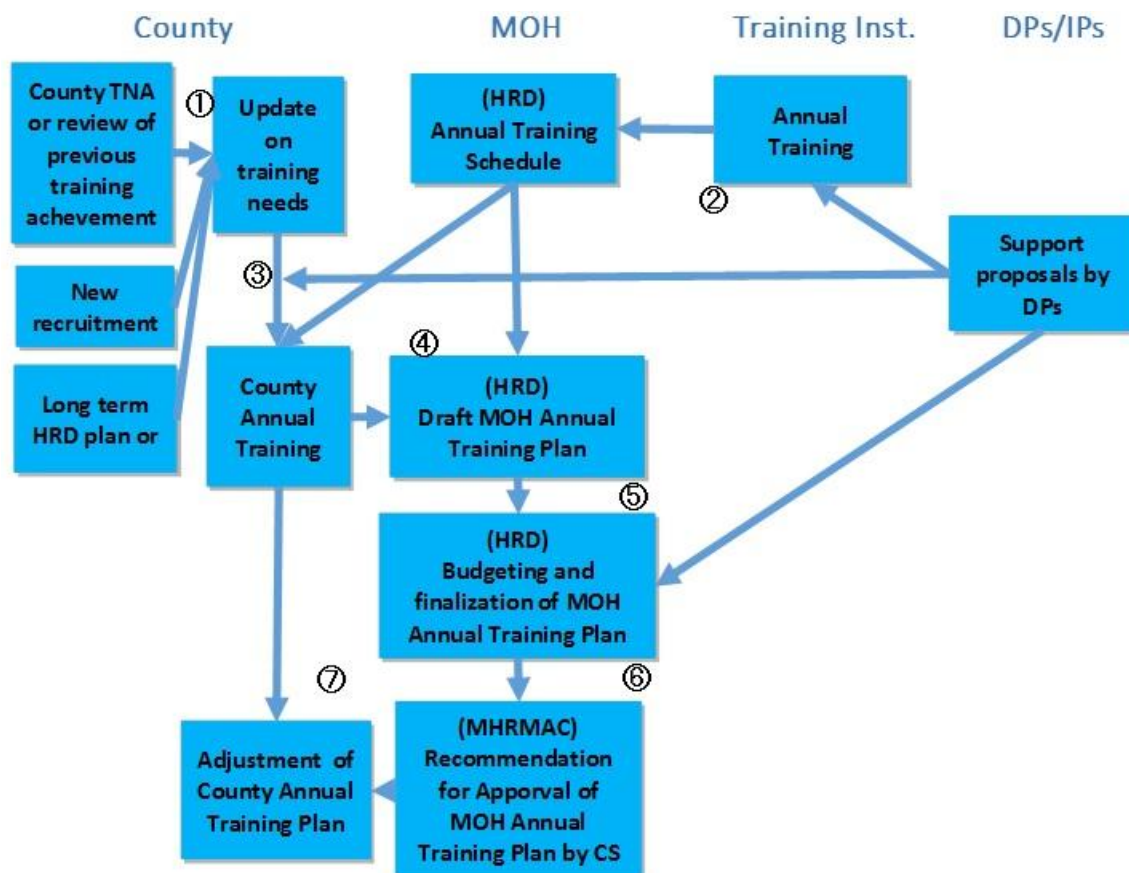 County
MOH
Training Inst.
DPs/IPs
County TNA
or review of
previous
training
achevement
①
Update
on
training
needs
(HRD)
Annual Training
Schedule
Annual
Training
②
Support
proposals by
DPs
New
recruitment
③
Long term
HRD plan or
County
Annual
Training
④
(HRD)
Draft MOH Annual
Training Plan
⑤
(HRD)
Budgeting and
finalization of MOH
Annual Training Plan
⑥
⑦
(MHRMAC)
Recommendation
for Apporval of
MOH Annual
Training Plan by CS
Adjustment of
County Annual
Training Plan